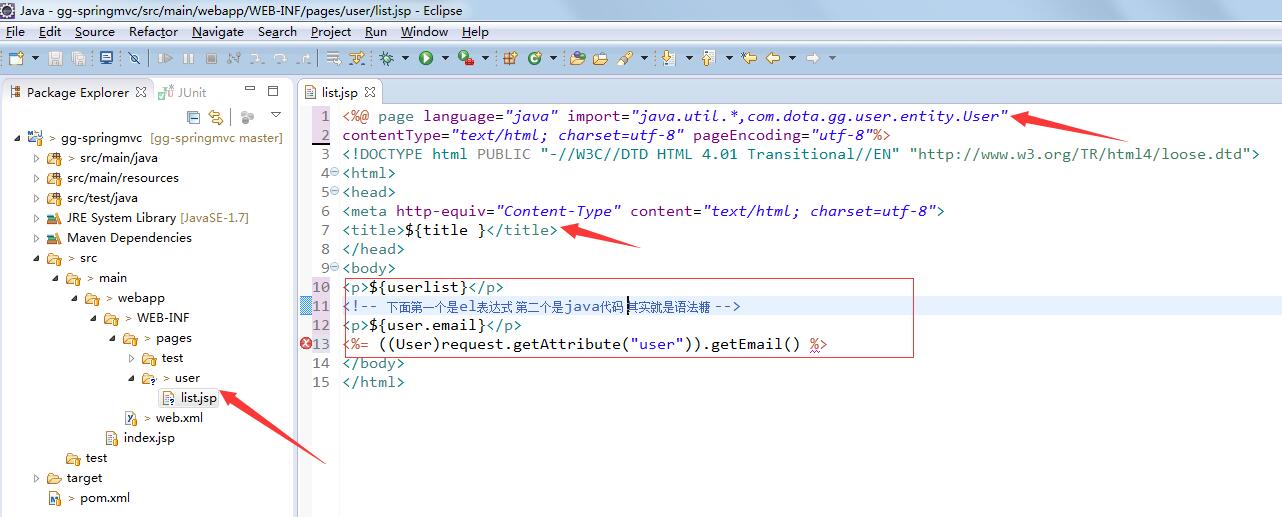 Java - gg-springmvc/src/main/webapp/WEB-INF/pages/user/list.jsp - Eclipse
File Edit Source Refactor Navigate Search Project Run Window Help
Package Explorer JUnit
gg-springmvc [gg-springmvc master]
> src/main/java
> src/main/resources
> src/test/java
JRE System Library [JavaSE-1.7]
Maven Dependencies
> src
> main
> webapp
> WEB-INF
> pages
test
> user
list.jsp
> web.xml
index.jsp
test
target
> pom.xml
list.jsp
1 <%@ page language="java" import="java.util.*,com.dota.gg.user.entity.User"
2 contentType="text/html; charset=utf-8" pageEncoding="utf-8"%>
3 <!DOCTYPE html PUBLIC "-//W3C//DTD HTML 4.01 Transitional//EN" "http://www.w3.org/TR/html4/loose.dtd">
4 <html>
5 <head>
6 <meta http-equiv="Content-Type" content="text/html; charset=utf-8">
7 <title>${title }</title>
8 </head>
9 <body>
10 <p>${userlist}</p>
11 <!-- 下面第一个是el表达式 第二个是java代码 其实就是语法糖 -->
12 <p>${user.email}</p>
13 <%= ((User)request.getAttribute("user")).getEmail() %>
14 </body>
15 </html>